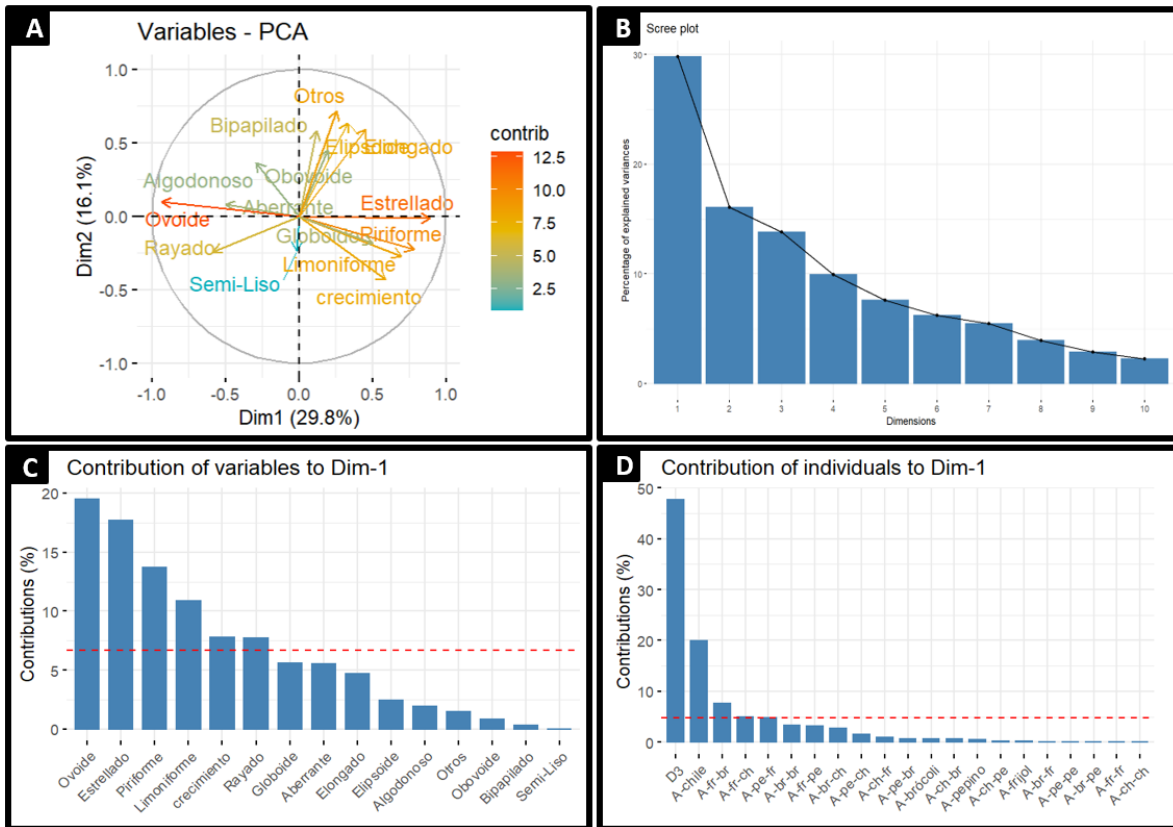 A
Variables - PCA
1.0
0.5
0.0
-0.5
-1.0
Dim2 (16.1%)
Otros
Bipapilado
Elipsoide
Elongado
Algodonoso
Obovoide
Aberrante
Estrellado
Ovoide
Rayado
Globoide
Piriforme
Limoniforme
Semi-Liso
crecimiento
-1.0 -0.5 0.0 0.5 1.0
Dim1 (29.8%)
contrib
12.5
10.0
7.5
5.0
2.5
B
Scree plot
30
20
10
0
Percentage of explained variances
1 2 3 4 5 6 7 8 9 10
Dimensions
C
Contribution of variables to Dim-1
20
15
10
5
0
Contributions (%)
Ovoide
Estrellado
Piriforme
Limoniforme
crecimiento
Rayado
Globoide
Aberrante
Elongado
Elipsoide
Algodonoso
Otros
Obovoide
Bipapilado
Semi-Liso
D
Contribution of individuals to Dim-1
50
40
30
20
10
0
Contributions (%)
D3
A-chile
A-fr-br
A-fr-ch
A-pe-fr
A-br-br
A-fr-pe
A-br-ch
A-pe-ch
A-ch-fr
A-pe-br
A-brócoli
A-ch-br
A-pepino
A-ch-pe
A-frijol
A-br-fr
A-pe-pe
A-br-pe
A-fr-fr
A-ch-ch